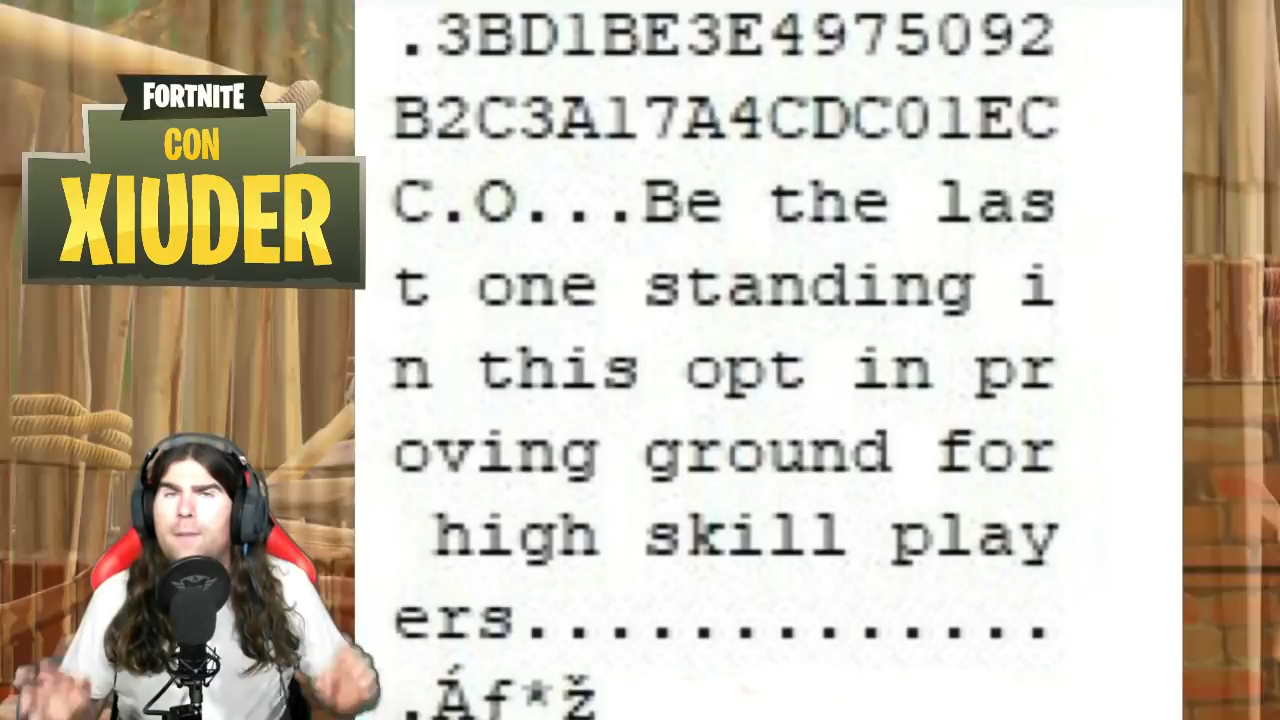 FORTNITE
CON
XIUDER
.3BD1BE3E4975092
B2C3A17A4CDC01EC
C.O...Be the las
t one standing i
n this opt in pr
oving ground for
 high skill play
ers.............
.Áf*ž